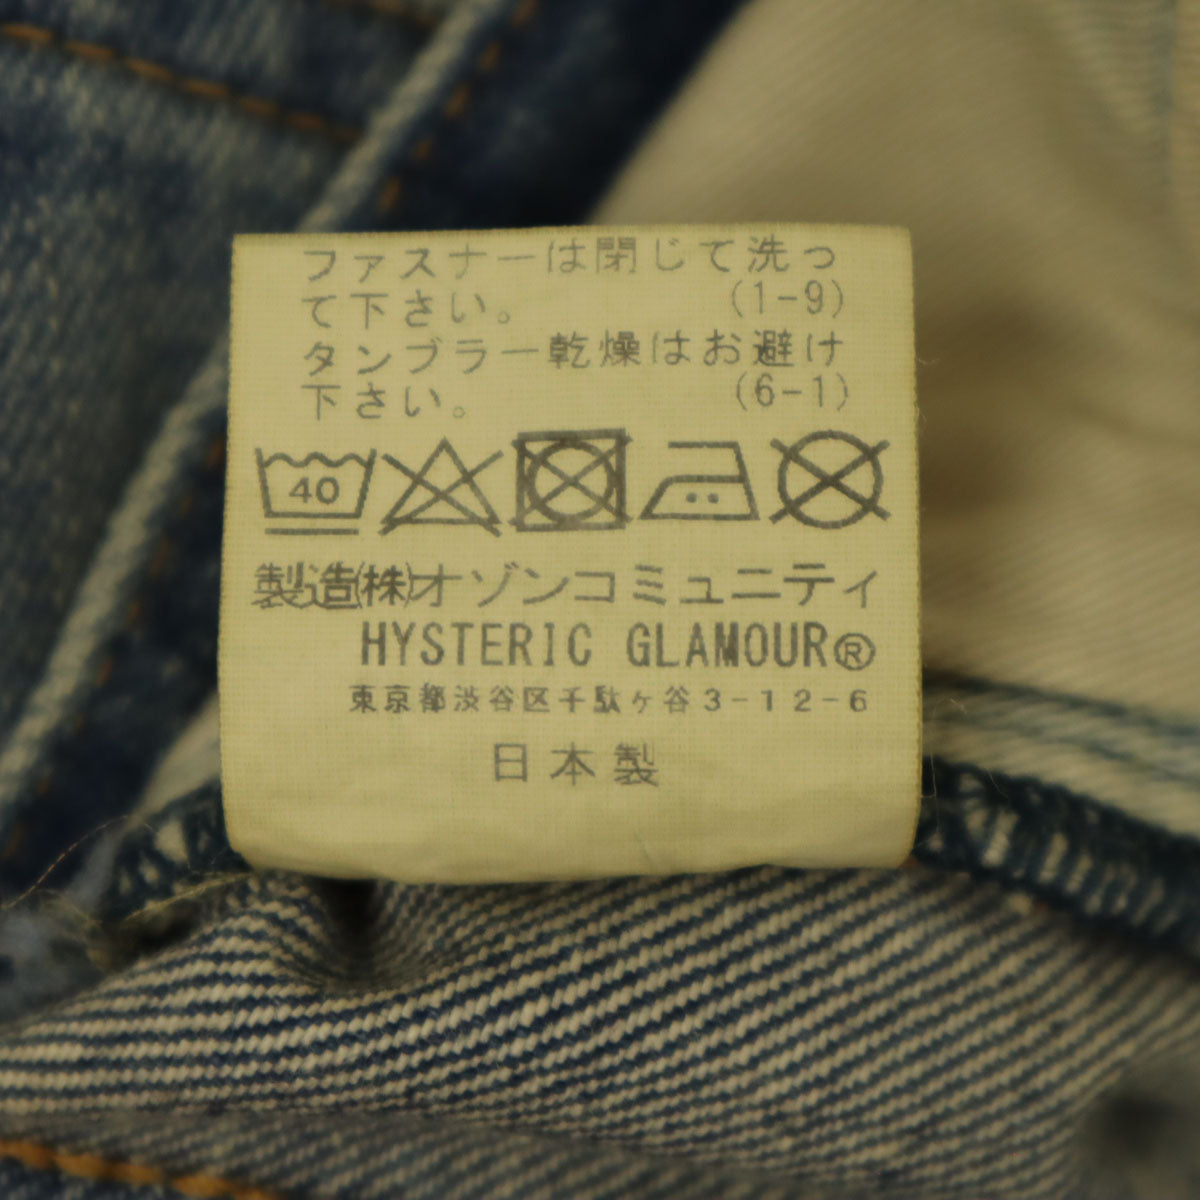 ファスナーは閉じて洗っ
て下さい。 (1-9)
タンブラー乾燥はお避け
下さい。 (6-1)
40
製造(株)オゾンコミュニティ
HYSTERIC GLAMOUR®
東京都渋谷区千駄ヶ谷3-12-6
日本製